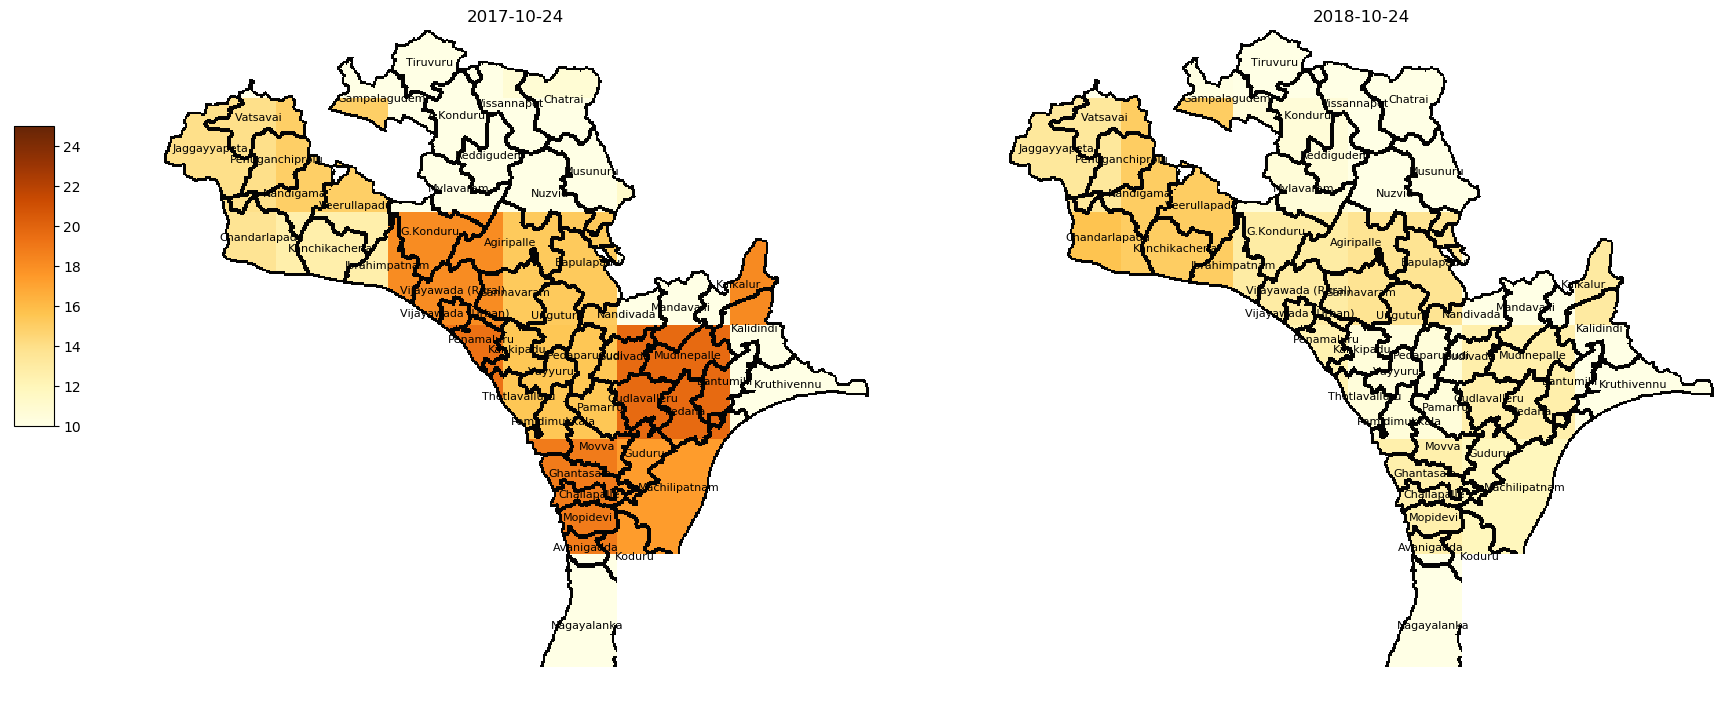 2017-10-24
2018-10-24
24
22
20
18
16
14
12
10
Tiruvuru
Gampalagudem
Vissannapet
Chatrai
Vatsavai
A.Konduru
Jaggayyapeta
Penuganchiprolu
Reddigudem
Musunuru
Nandigama
Mylavaram
Nuzvid
Veerullapadu
Chandarlapadu
Kanchikacherla
G.Konduru
Agiripalle
Ibrahimpatnam
Bapulapadu
Vijayawada (Rural)
Gannavaram
Kaikalur
Vijayawada (Urban)
Unguturu
Nandivada
Mandavalli
Kalidindi
Penamaluru
Kankipadu
Pedaparupudi
Gudivada
Mudinepalle
Vuyyuru
Bantumilli
Kruthivennu
Thotlavalluru
Gudlavalleru
Pamarru
Pedana
Pamidimukkala
Movva
Guduru
Ghantasala
Machilipatnam
Challapalle
Mopidevi
Avanigadda
Koduru
Nagayalanka
Tiruvuru
Gampalagudem
Vissannapet
Chatrai
Vatsavai
A.Konduru
Jaggayyapeta
Penuganchiprolu
Reddigudem
Musunuru
Nandigama
Mylavaram
Nuzvid
Veerullapadu
Chandarlapadu
Kanchikacherla
G.Konduru
Agiripalle
Ibrahimpatnam
Bapulapadu
Vijayawada (Rural)
Gannavaram
Kaikalur
Vijayawada (Urban)
Unguturu
Nandivada
Mandavalli
Kalidindi
Penamaluru
Kankipadu
Pedaparupudi
Gudivada
Mudinepalle
Vuyyuru
Bantumilli
Kruthivennu
Thotlavalluru
Gudlavalleru
Pamarru
Pedana
Pamidimukkala
Movva
Guduru
Ghantasala
Machilipatnam
Challapalle
Mopidevi
Avanigadda
Koduru
Nagayalanka